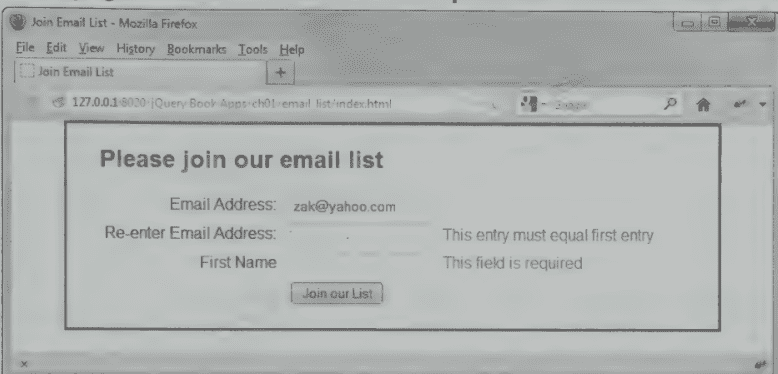 Join Email List - Mozilla Firefox
File Edit View History Bookmarks Tools Help
Join Email List +
127.0.0.1:8020/jQuery Book Apps/ch01/email_list/index.html
Please join our email list
Email Address: zak@yahoo.com
Re-enter Email Address: This entry must equal first entry
First Name This field is required
Join our List